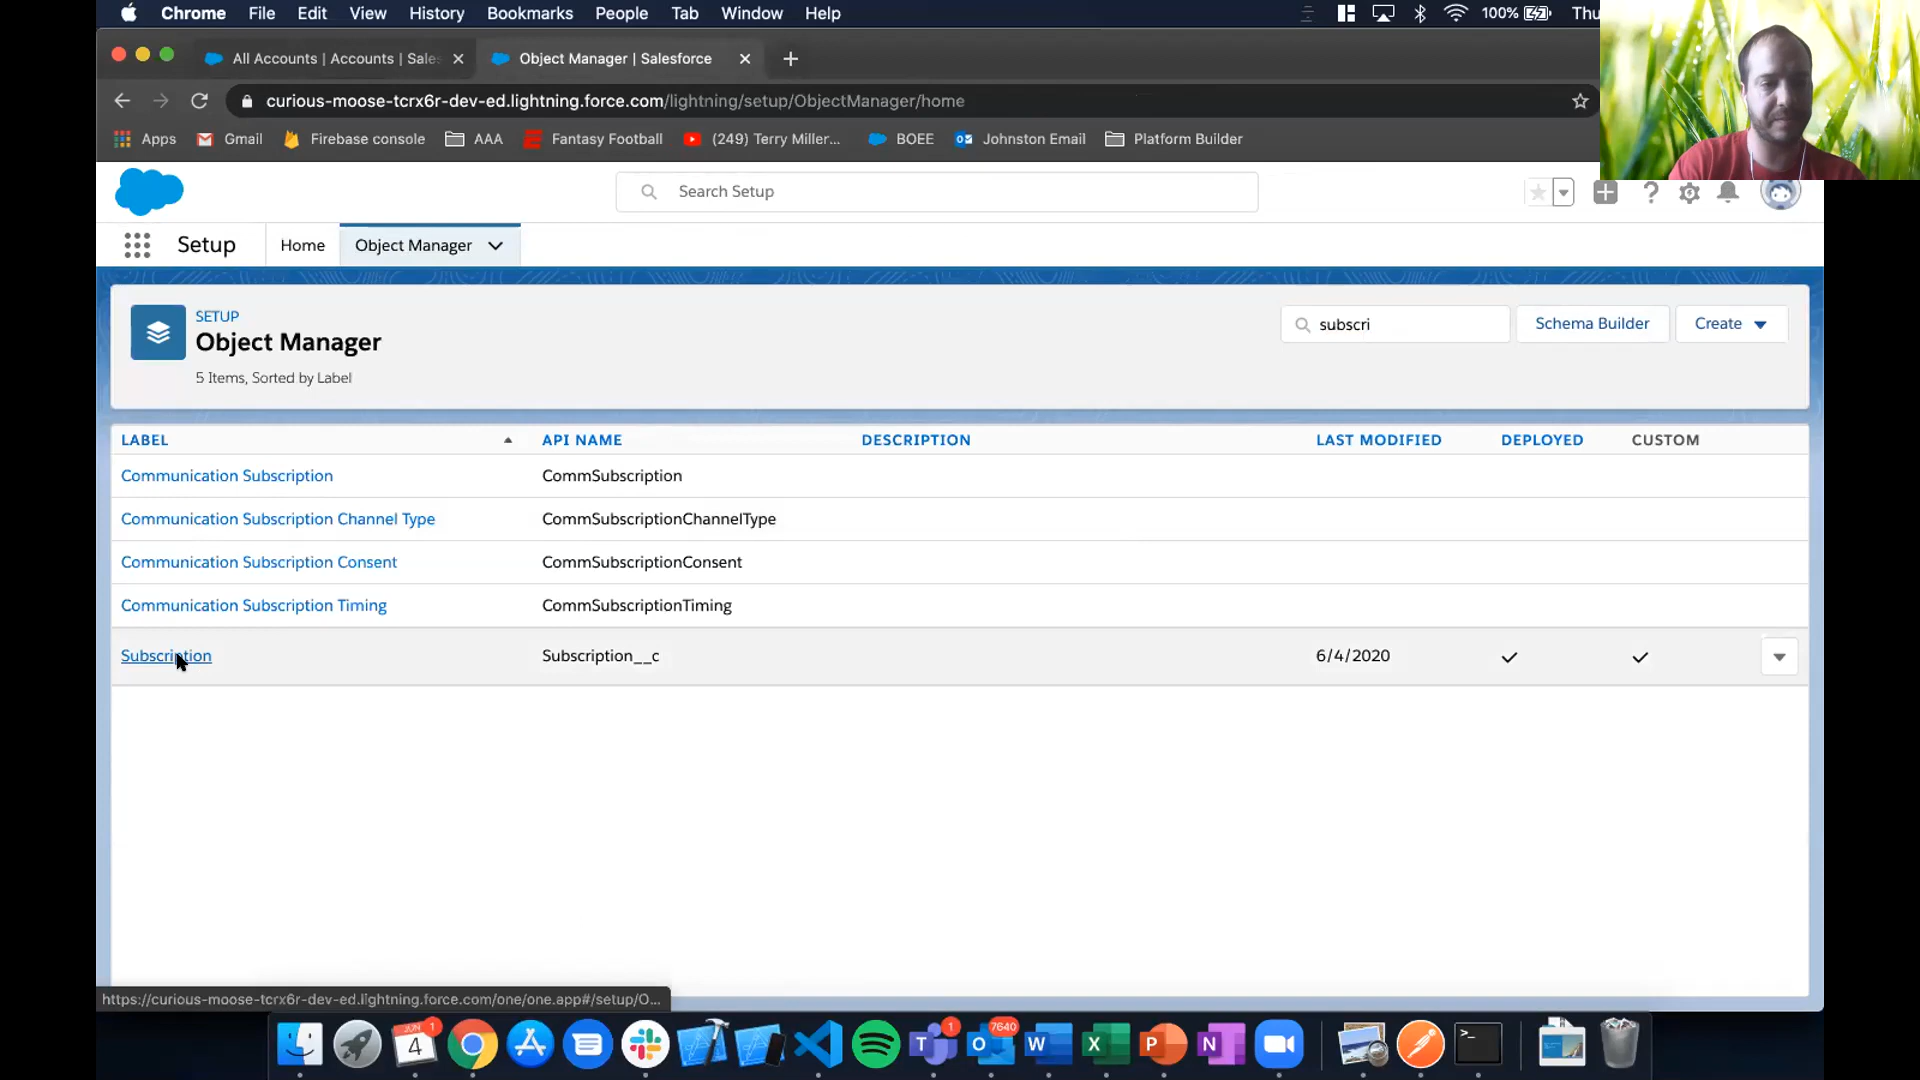 Chrome File Edit View History Bookmarks People Tab Window Help 100% Thu
All Accounts | Accounts | Sale
Object Manager | Salesforce
curious-moose-tcrx6r-dev-ed.lightning.force.com/lightning/setup/ObjectManager/home
Apps Gmail Firebase console AAA Fantasy Football (249) Terry Miller... BOEE Johnston Email Platform Builder
Search Setup
Setup Home Object Manager
SETUP
Object Manager
5 Items, Sorted by Label
subscri
Schema Builder
Create
LABEL API NAME DESCRIPTION LAST MODIFIED DEPLOYED CUSTOM
Communication Subscription CommSubscription
Communication Subscription Channel Type CommSubscriptionChannelType
Communication Subscription Consent CommSubscriptionConsent
Communication Subscription Timing CommSubscriptionTiming
Subscription Subscription__c 6/4/2020
https://curious-moose-tcrx6r-dev-ed.lightning.force.com/one/one.app#/setup/O...
JUN 4 1
T 1
O 7640
W
X
P
N
>_